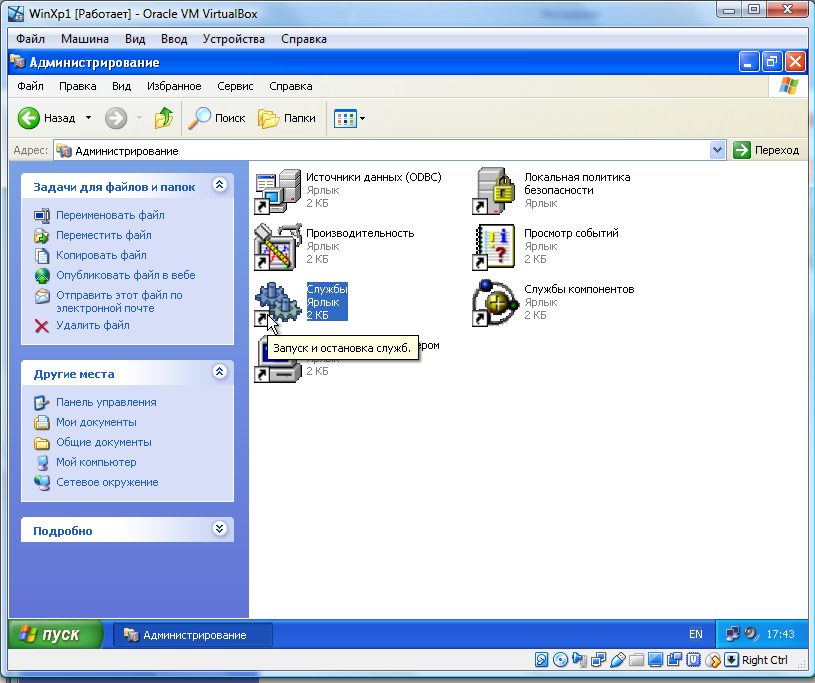 WinXp1 [Работает] - Oracle VM VirtualBox
Файл Машина Вид Ввод Устройства Справка
Администрирование
Файл Правка Вид Избранное Сервис Справка
Назад Поиск Папки
Адрес: Администрирование Переход
Задачи для файлов и папок
Переименовать файл
Переместить файл
Копировать файл
Опубликовать файл в вебе
Отправить этот файл по
электронной почте
Удалить файл
Другие места
Панель управления
Мои документы
Общие документы
Мой компьютер
Сетевое окружение
Подробно
Источники данных (ODBC)
Ярлык
2 КБ
Локальная политика
безопасности
Ярлык
Производительность
Ярлык
2 КБ
Просмотр событий
Ярлык
2 КБ
Службы
Ярлык
2 КБ
Службы компонентов
Ярлык
2 КБ
Запуск и остановка служб.
2 КБ
пуск Администрирование EN 17:43
Right Ctrl